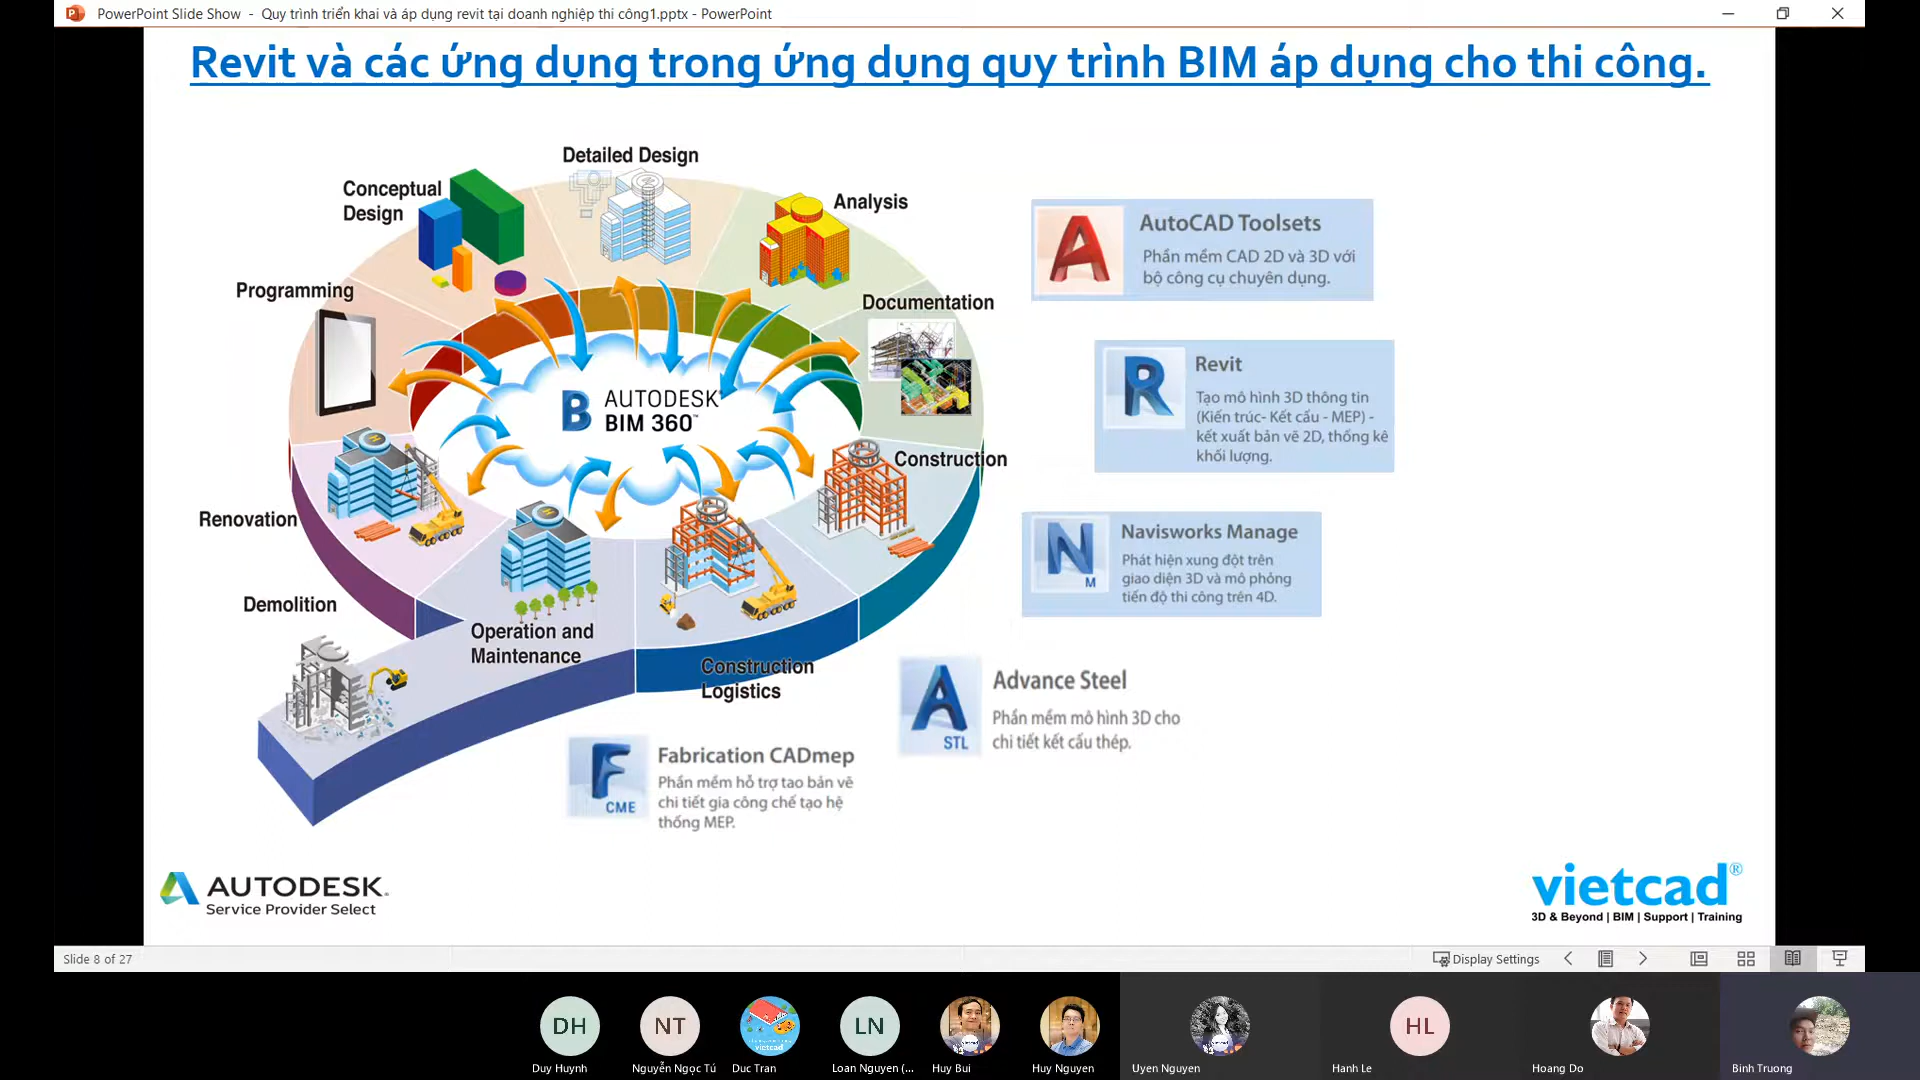 PowerPoint Slide Show - Quy trình triển khai và áp dụng revit tại doanh nghiệp thi công1.pptx - PowerPoint
Revit và các ứng dụng trong ứng dụng quy trình BIM áp dụng cho thi công.
Detailed Design
Conceptual
Design
Analysis
Programming
Documentation
AUTODESK
BIM 360™
Construction
Renovation
Demolition
Operation and
Maintenance
Construction
Logistics
AutoCAD Toolsets
Phần mềm CAD 2D và 3D với
bộ công cụ chuyên dụng.
Revit
Tạo mô hình 3D thông tin
(Kiến trúc- Kết cấu - MEP) -
kết xuất bản vẽ 2D, thống kê
khối lượng.
M
Navisworks Manage
Phát hiện xung đột trên
giao diện 3D và mô phỏng
tiến độ thi công trên 4D.
STL
Advance Steel
Phần mềm mô hình 3D cho
chi tiết kết cấu thép.
CME
Fabrication CADmep
Phần mềm hỗ trợ tao bản vẽ
chi tiết gia công chế tạo hệ
thống MEP.
AUTODESK
Service Provider Select
vietcad®
3D & Beyond | BIM | Support | Training
Slide 8 of 27
Display Settings
DH
NT
vietcad
LN
HL
Duy Huynh
Nguyễn Ngọc Tú
Duc Tran
Loan Nguyen (...
Huy Bui
Huy Nguyen
Uyen Nguyen
Hanh Le
Hoang Do
Binh Truong